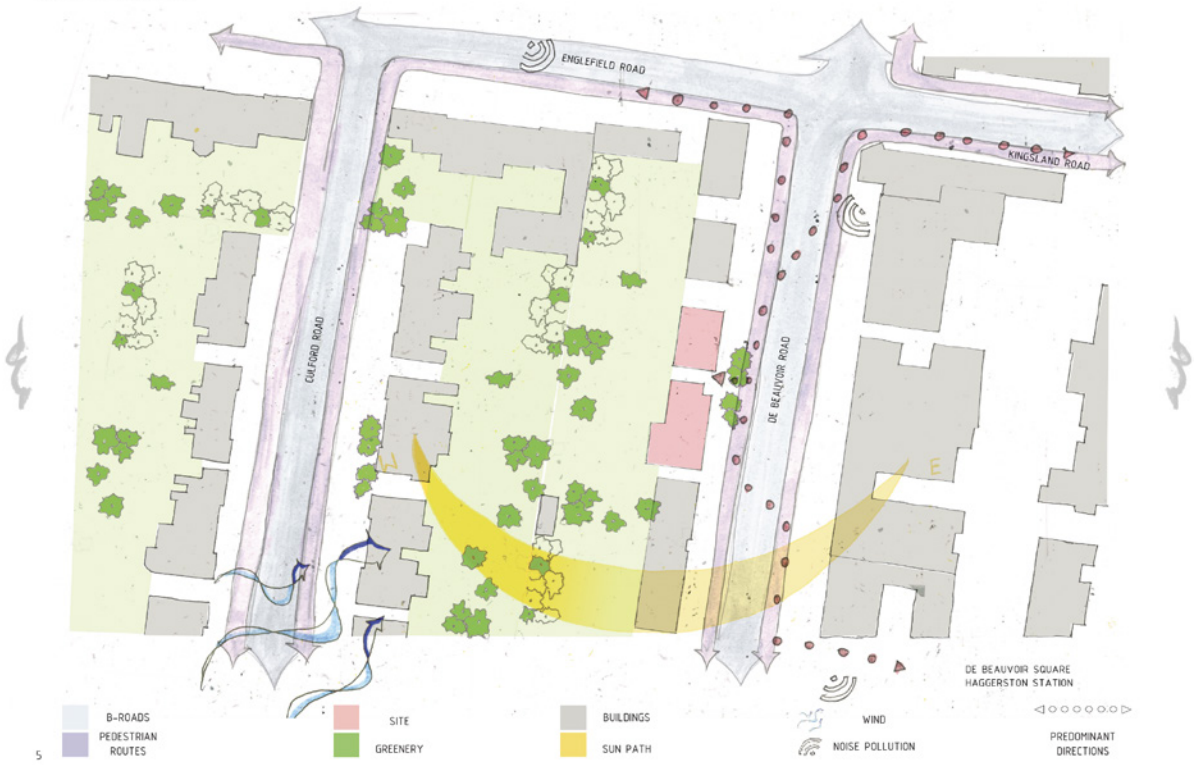 ENGLEFIELD ROAD
KINGSLAND ROAD
CULFORD ROAD
DE BEAUVOIR ROAD
W
E
DE BEAUVOIR SQUARE
HAGGERSTON STATION
B-ROADS
PEDESTRIAN
ROUTES
SITE
GREENERY
BUILDINGS
SUN PATH
WIND
NOISE POLLUTION
PREDOMINANT
DIRECTIONS
5